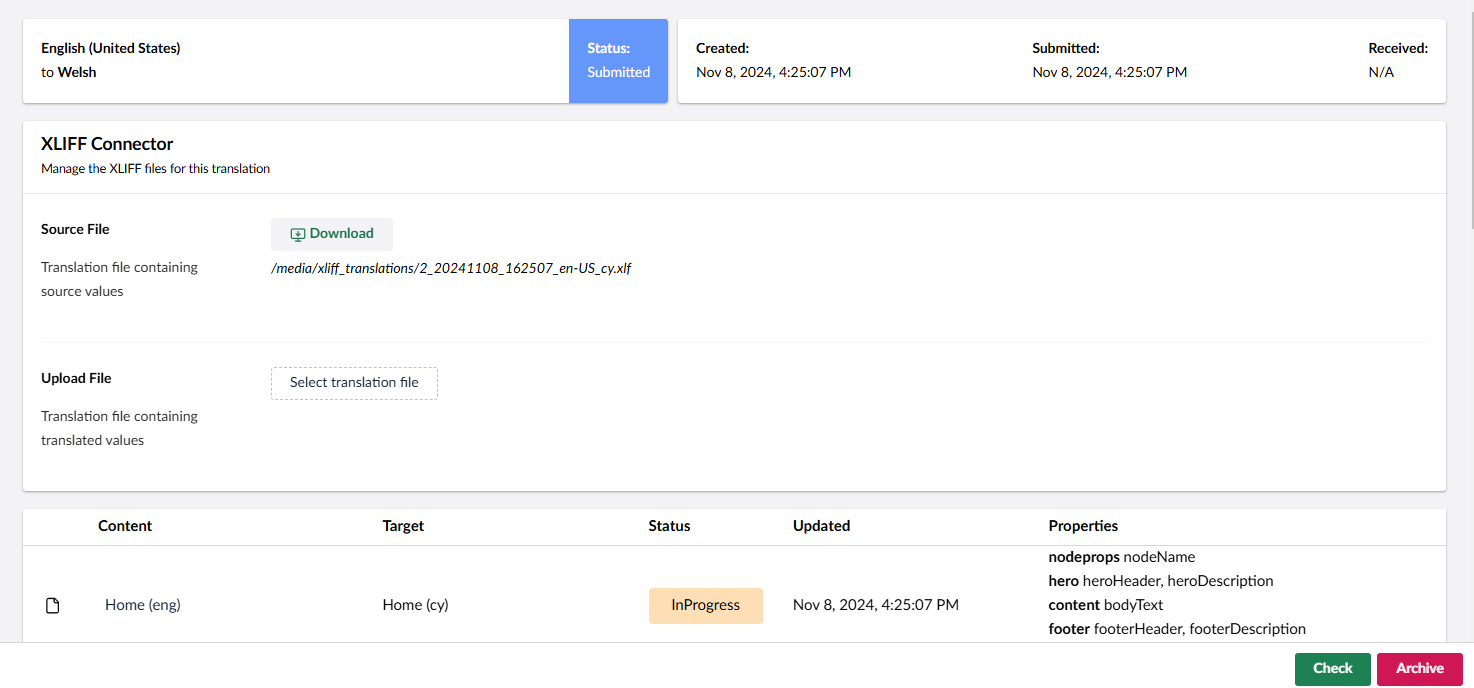 English (United States)
to Welsh
Status:
Submitted
Created:
Nov 8, 2024, 4:25:07 PM
Submitted:
Nov 8, 2024, 4:25:07 PM
Received:
N/A
XLIFF Connector
Manage the XLIFF files for this translation
Source File
Translation file containing
source values
Download
/media/xliff_translations/2_20241108_162507_en-US_cy.xlf
Upload File
Translation file containing
translated values
Select translation file
Content Target Status Updated Properties
Home (eng) Home (cy) InProgress Nov 8, 2024, 4:25:07 PM
nodeprops nodeName
hero heroHeader, heroDescription
content bodyText
footer footerHeader, footerDescription
Check Archive